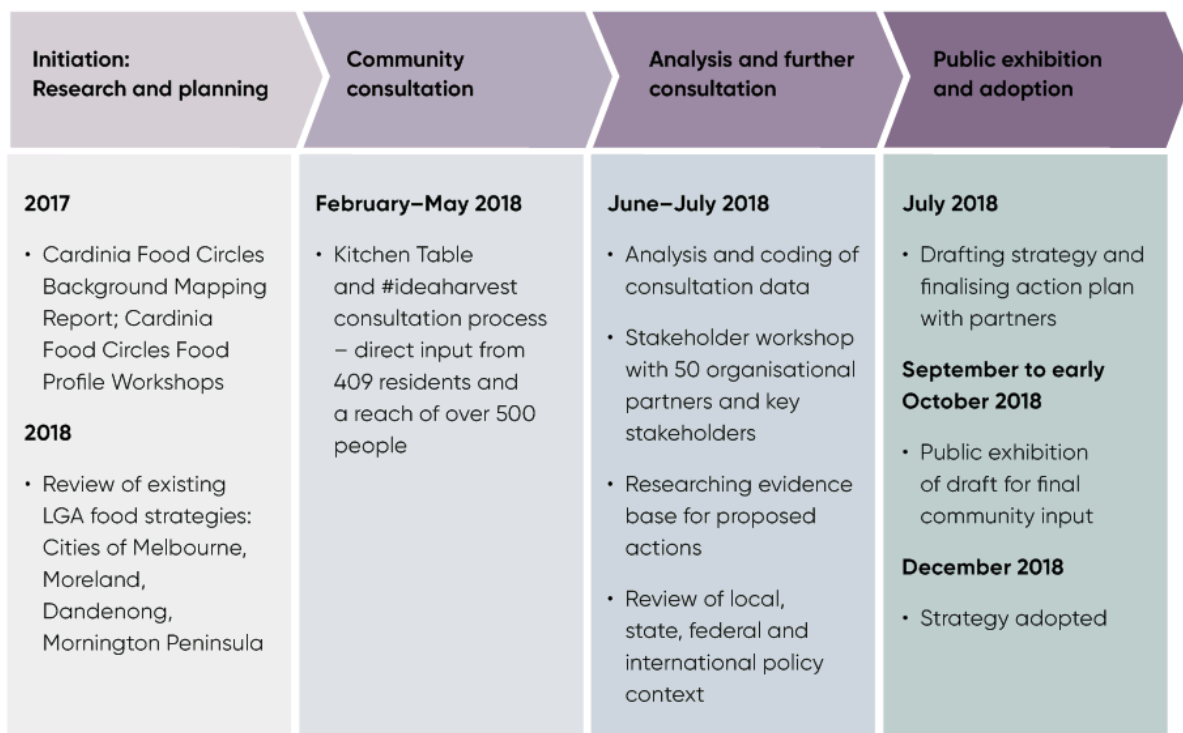 Initiation:
Research and planning
Community
consultation
Analysis and further
consultation
Public exhibition
and adoption
2017
• Cardinia Food Circles
Background Mapping
Report; Cardinia
Food Circles Food
Profile Workshops
2018
• Review of existing
LGA food strategies:
Cities of Melbourne,
Moreland,
Dandenong,
Mornington Peninsula
February–May 2018
• Kitchen Table
and #ideaharvest
consultation process
– direct input from
409 residents and
a reach of over 500
people
June–July 2018
• Analysis and coding of
consultation data
• Stakeholder workshop
with 50 organisational
partners and key
stakeholders
• Researching evidence
base for proposed
actions
• Review of local,
state, federal and
international policy
context
July 2018
• Drafting strategy and
finalising action plan
with partners
September to early
October 2018
• Public exhibition
of draft for final
community input
December 2018
• Strategy adopted